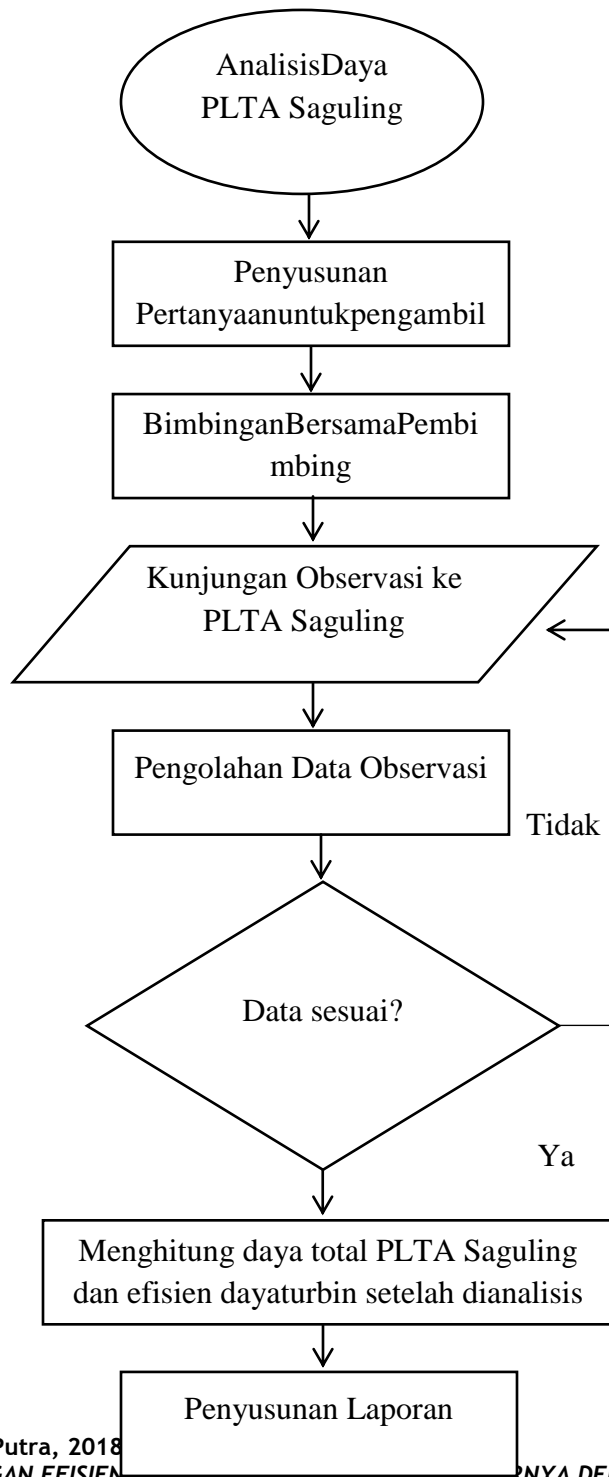 AnalisisDaya
PLTA Saguling
Penyusunan
Pertanyaanuntukpengambil
BimbinganBersamaPembi
mbing
Kunjungan Observasi ke
PLTA Saguling
Pengolahan Data Observasi
Tidak
Data sesuai?
Ya
Menghitung daya total PLTA Saguling
dan efisien dayaturbin setelah dianalisis
Penyusunan Laporan
Putra, 2018